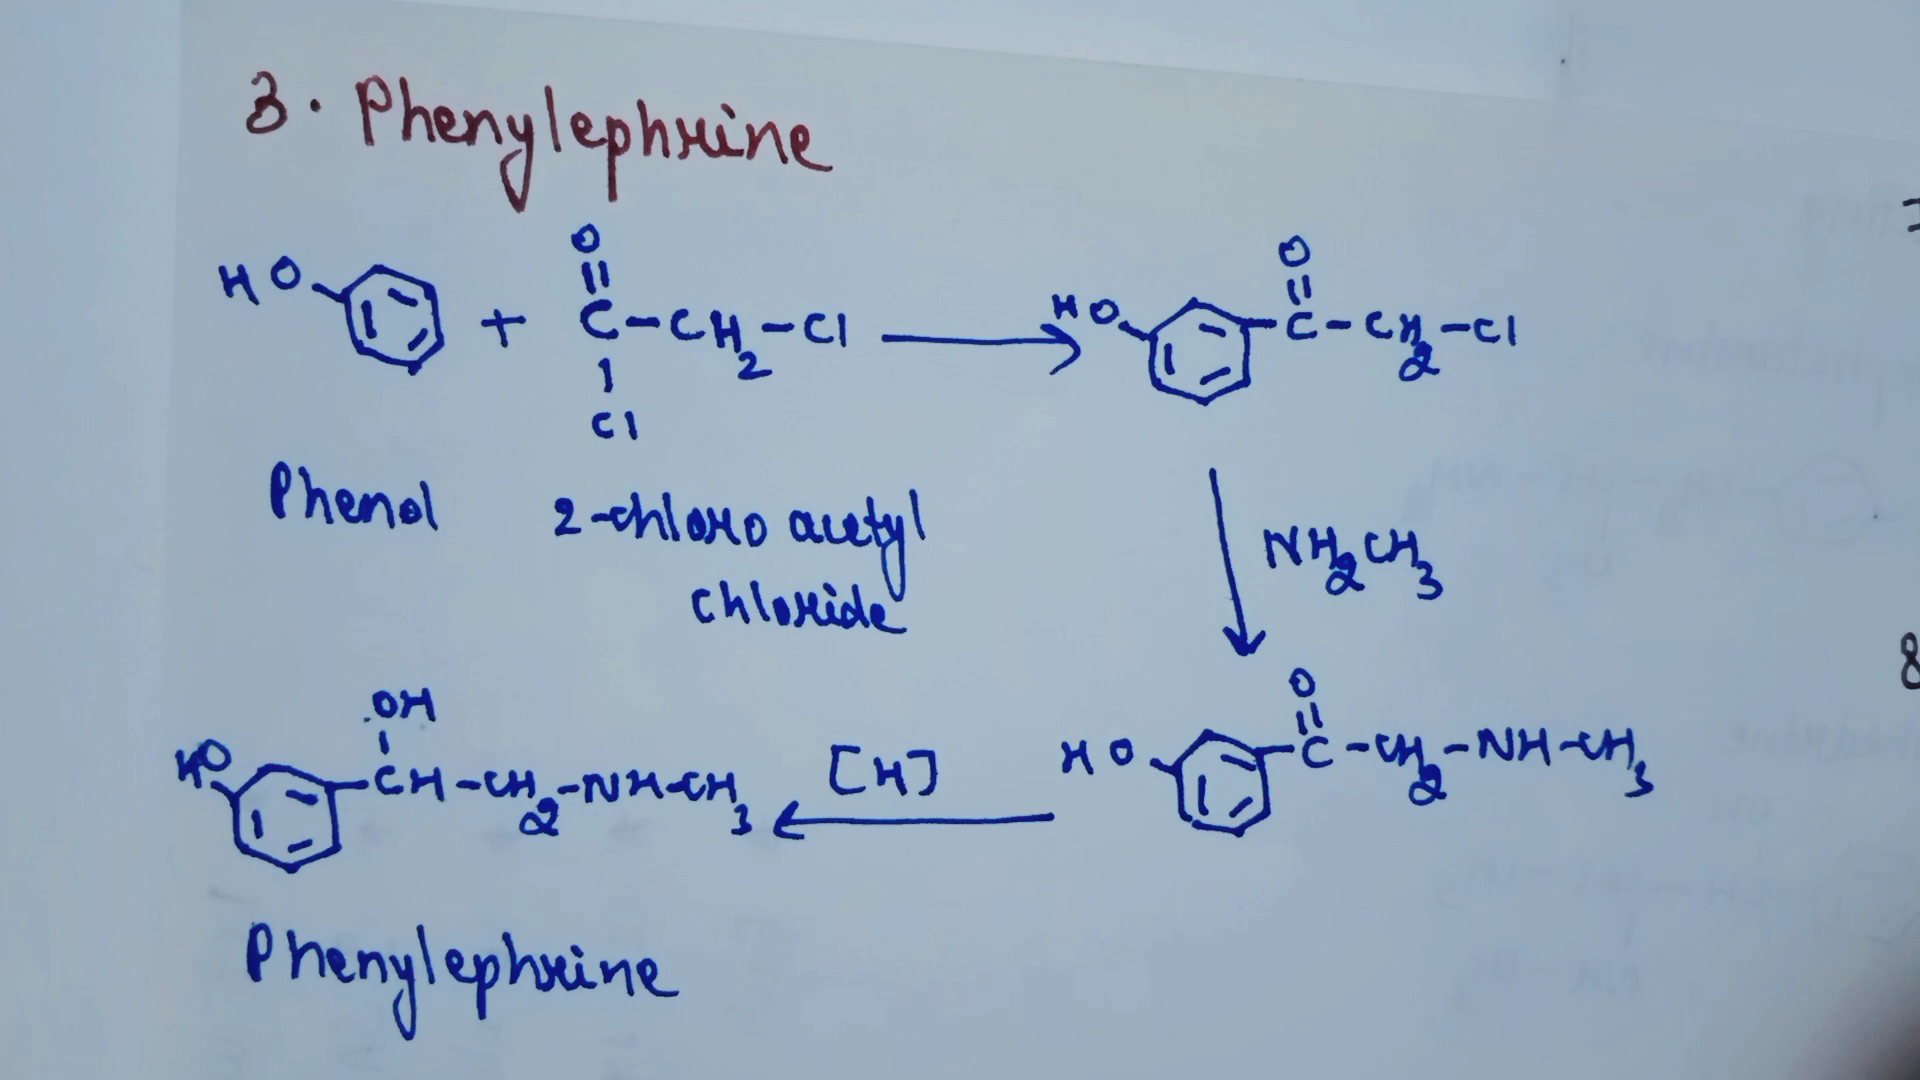 3. Phenylephrine
HO + O=C(Cl)-CH2-Cl → HO C(=O)-CH2-Cl
Phenol 2-chloro acetyl
chloride
NH2CH3
HO C(=O)-CH2-NH-CH3
[H]
HO CH(OH)-CH2-NH-CH3
Phenylephrine
8